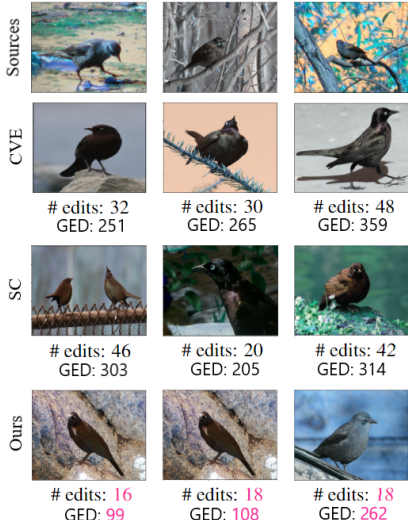 Sources
CVE
# edits: 32
GED: 251
# edits: 30
GED: 265
# edits: 48
GED: 359
SC
# edits: 46
GED: 303
# edits: 20
GED: 205
# edits: 42
GED: 314
Ours
# edits: 16
GED: 99
# edits: 18
GED: 108
# edits: 18
GED: 262